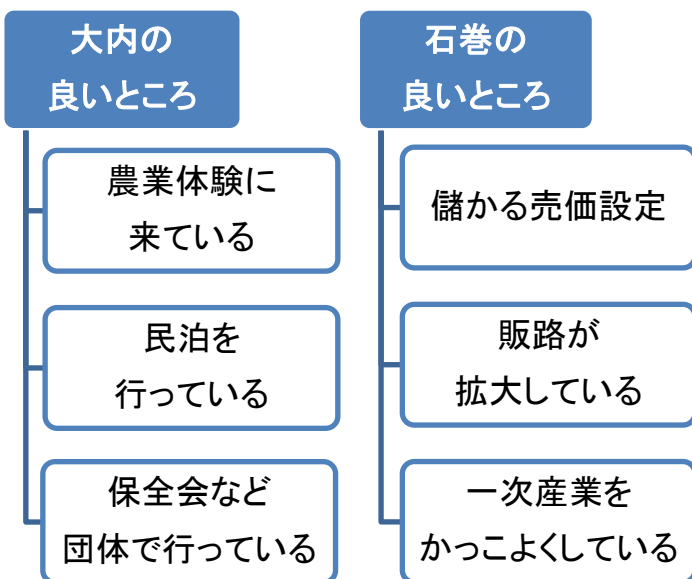 大内の
良いところ
農業体験に
来ている
民泊を
行っている
保全会など
団体で行っている
石巻の
良いところ
儲かる売価設定
販路が
拡大している
一次産業を
かっこよくしている